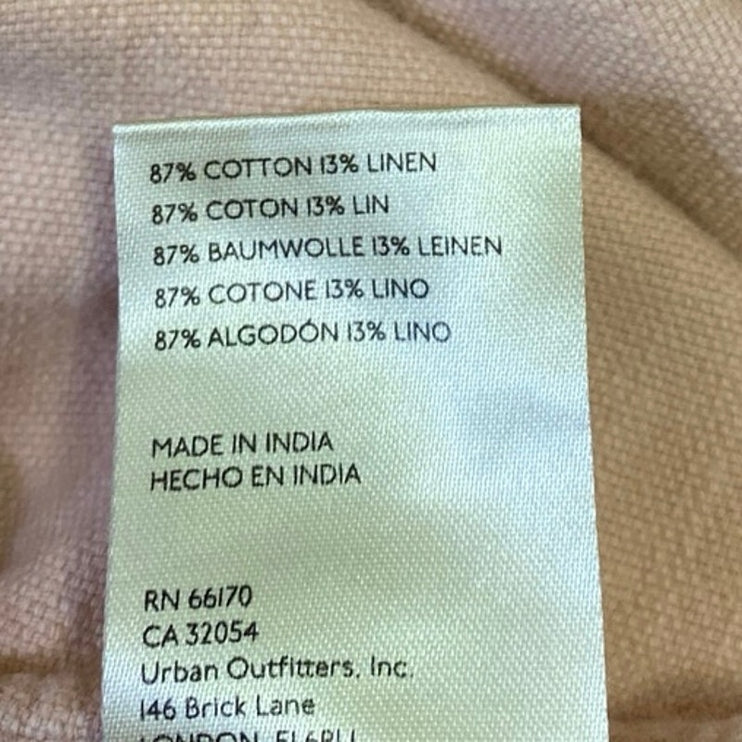 87% COTTON 13% LINEN
87% COTON 13% LIN
87% BAUMWOLLE 13% LEINEN
87% COTONE 13% LINO
87% ALGODÓN 13% LINO
MADE IN INDIA
HECHO EN INDIA
RN 66170
CA 32054
Urban Outfitters, Inc.
146 Brick Lane
LONDON